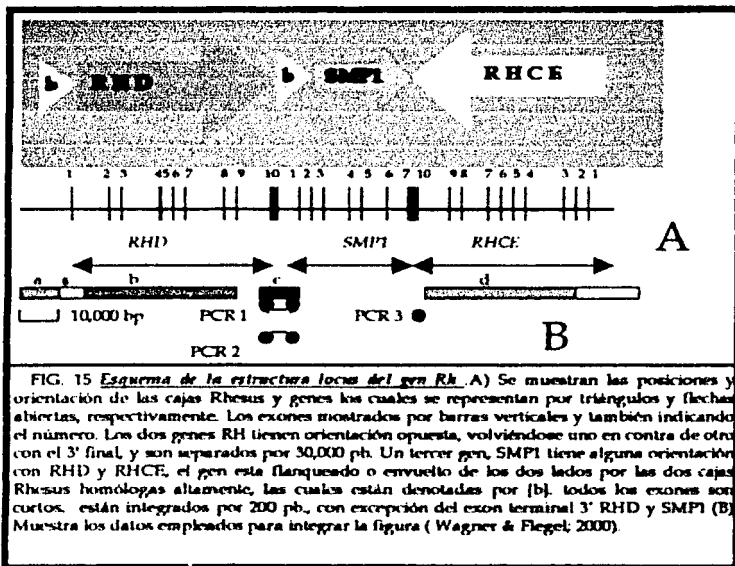 b RHD b SMP1 RHCE
1 2 3 45 6 7 8 9 10 1 2 3 4 5 6 7 10 9 8 7 6 5 4 3 2 1
RHD SMP1 RHCE
A
a b c d
10,000 bp PCR 1 PCR 3
B
PCR 2
FIG. 15 Esquema de la estructura locus del gen Rh .A) Se muestran las posiciones y
orientación de las cajas Rhesus y genes los cuales se representan por triángulos y flechas
abiertas, respectivamente. Los exones mostrados por barras verticales y también indicando
el número. Los dos genes RH tienen orientación opuesta, volviéndose uno en contra de otro
con el 3' final, y son separados por 30,000 pb. Un tercer gen, SMP1 tiene alguna orientación
con RHD y RHCE, el gen esta flanqueado o envuelto de los dos lados por las dos cajas
Rhesus homólogas altamente, las cuales están denotadas por {b}. todos los exones son
cortos. están integrados por 200 pb., con excepción del exon terminal 3' RHD y SMP1 (B)
Muestra los datos empleados para integrar la figura ( Wagner & Flegel; 2000).